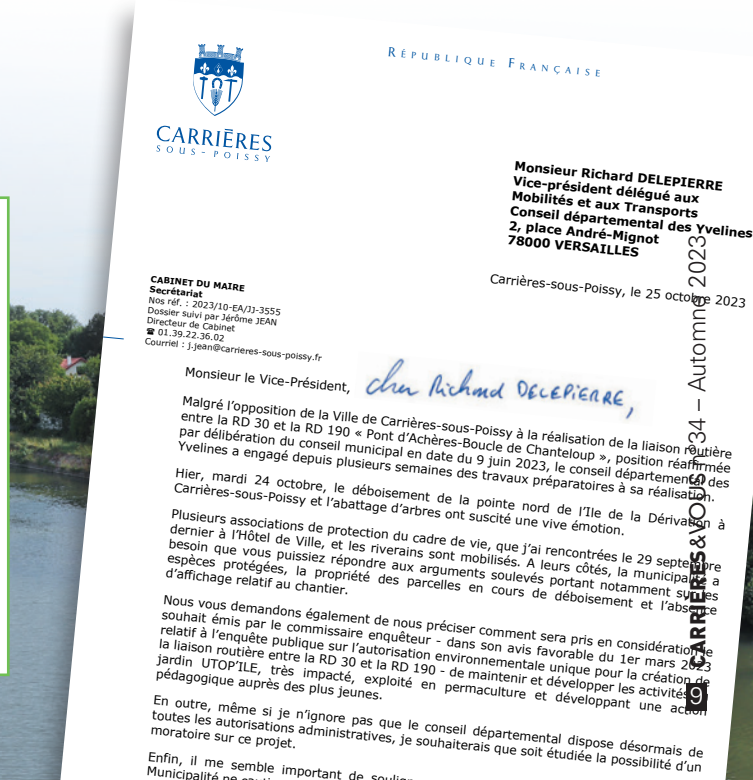 RÉPUBLIQUE FRANÇAISE
CARRIÈRES
SOUS-POISSY
Monsieur Richard DELEPIERRE
Vice-président délégué aux
Mobilités et aux Transports
Conseil départemental des Yvelines
2, place André-Mignot
78000 VERSAILLES
Carrières-sous-Poissy, le 25 octobre 2023
CABINET DU MAIRE
Secrétariat
Nos réf. : 2023/10-EA/JJ-3555
Dossier suivi par Jérôme JEAN
Directeur de Cabinet
☎ 01.39.22.36.02
Courriel : j.jean@carrieres-sous-poissy.fr
Monsieur le Vice-Président, cher Richard DELEPIERRE,
Malgré l'opposition de la Ville de Carrières-sous-Poissy à la réalisation de la liaison routière
entre la RD 30 et la RD 190 « Pont d'Achères-Boucle de Chanteloup », position réaffirmée
par délibération du conseil municipal en date du 9 juin 2023, le conseil départemental des
Yvelines a engagé depuis plusieurs semaines des travaux préparatoires à sa réalisation.
Hier, mardi 24 octobre, le déboisement de la pointe nord de l'Ile de la Dérivation à
Carrières-sous-Poissy et l'abattage d'arbres ont suscité une vive émotion.
Plusieurs associations de protection du cadre de vie, que j'ai rencontrées le 29 septembre
dernier à l'Hôtel de Ville, et les riverains sont mobilisés. A leurs côtés, la municipalité a
besoin que vous puissiez répondre aux arguments soulevés portant notamment sur les
espèces protégées, la propriété des parcelles en cours de déboisement et l'absence
d'affichage relatif au chantier.
Nous vous demandons également de nous préciser comment sera pris en considération le
souhait émis par le commissaire enquêteur - dans son avis favorable du 1er mars 2023
relatif à l'enquête publique sur l'autorisation environnementale unique pour la création de
la liaison routière entre la RD 30 et la RD 190 - de maintenir et développer les activités
jardin UTOP'ILE, très impacté, exploité en permaculture et développant une action
pédagogique auprès des plus jeunes.
En outre, même si je n'ignore pas que le conseil départemental dispose désormais de
toutes les autorisations administratives, je souhaiterais que soit étudiée la possibilité d'un
moratoire sur ce projet.
Enfin, il me semble important de
Municipalité ne
9 CARRIÈRES&VOUS n°34 – Automne 2023